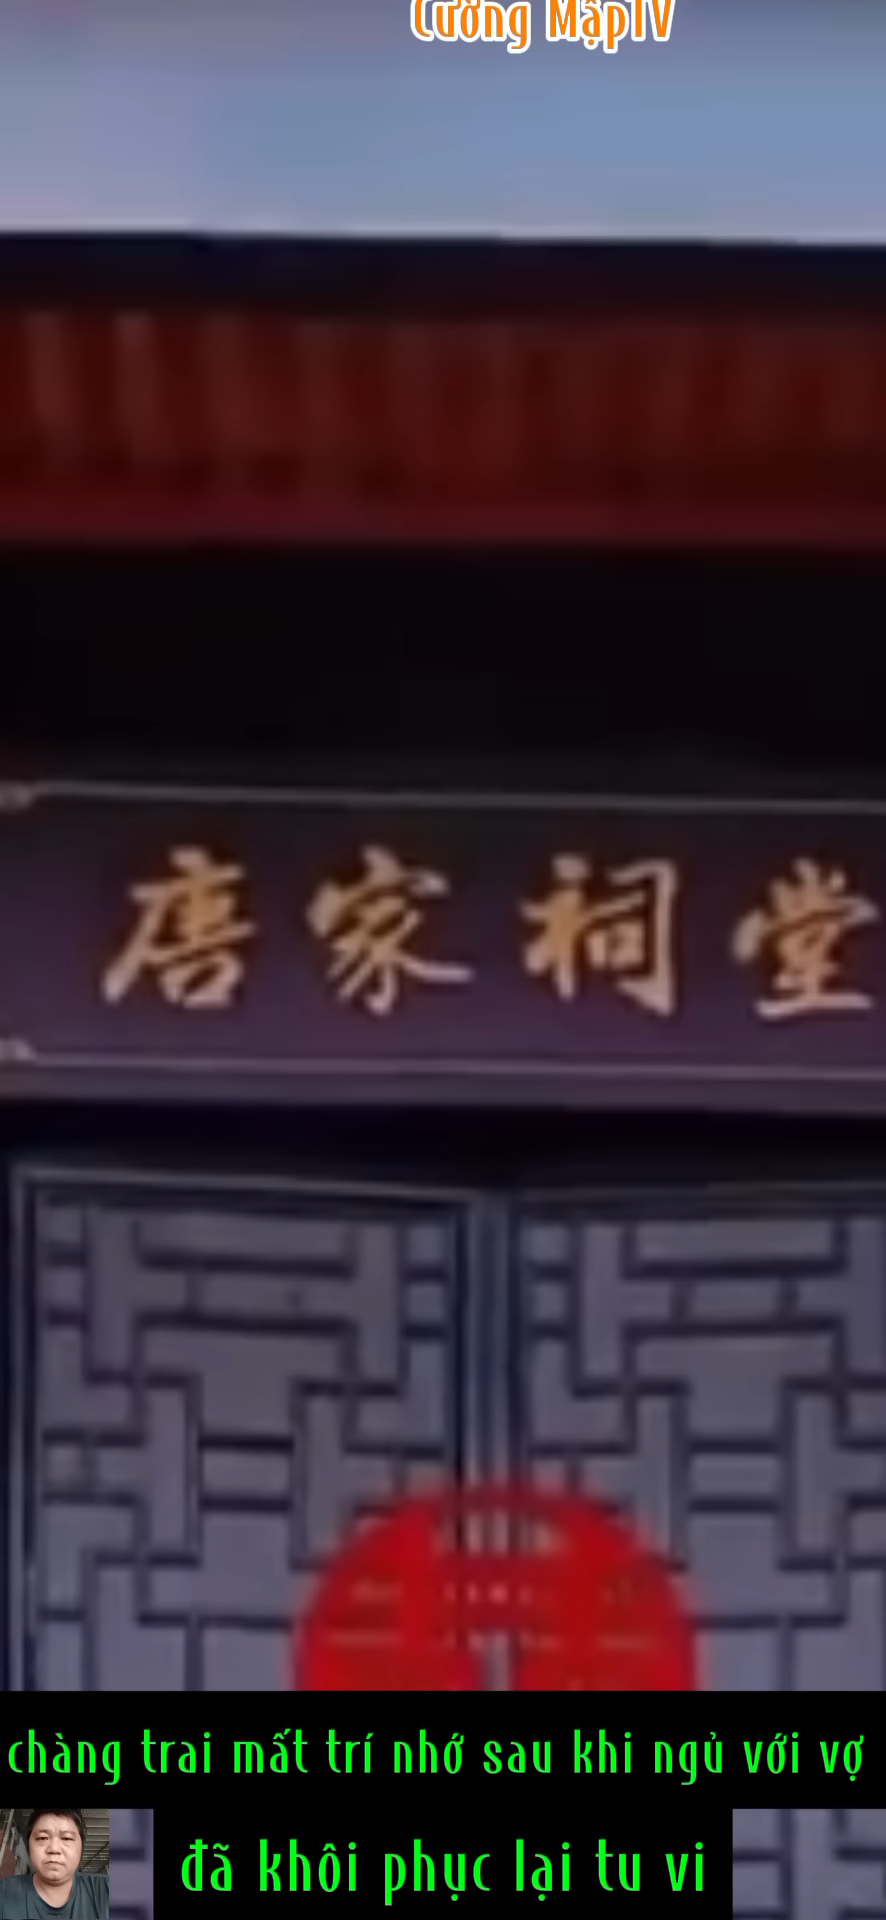 Cường MậpTV
唐家祠堂
chàng trai mất trí nhớ sau khi ngủ với vợ
đã khôi phục lại tu vi